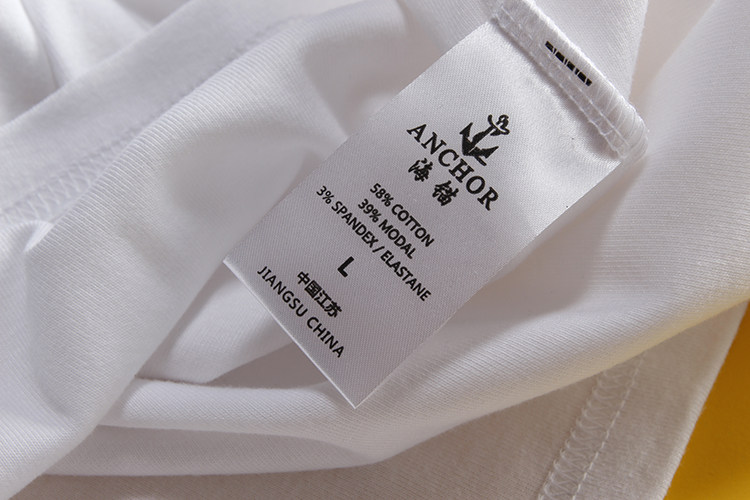 ANCHOR
海锚
58% COTTON
39% MODAL
3% SPANDEX / ELASTANE
L
中国江苏
JIANGSU CHINA